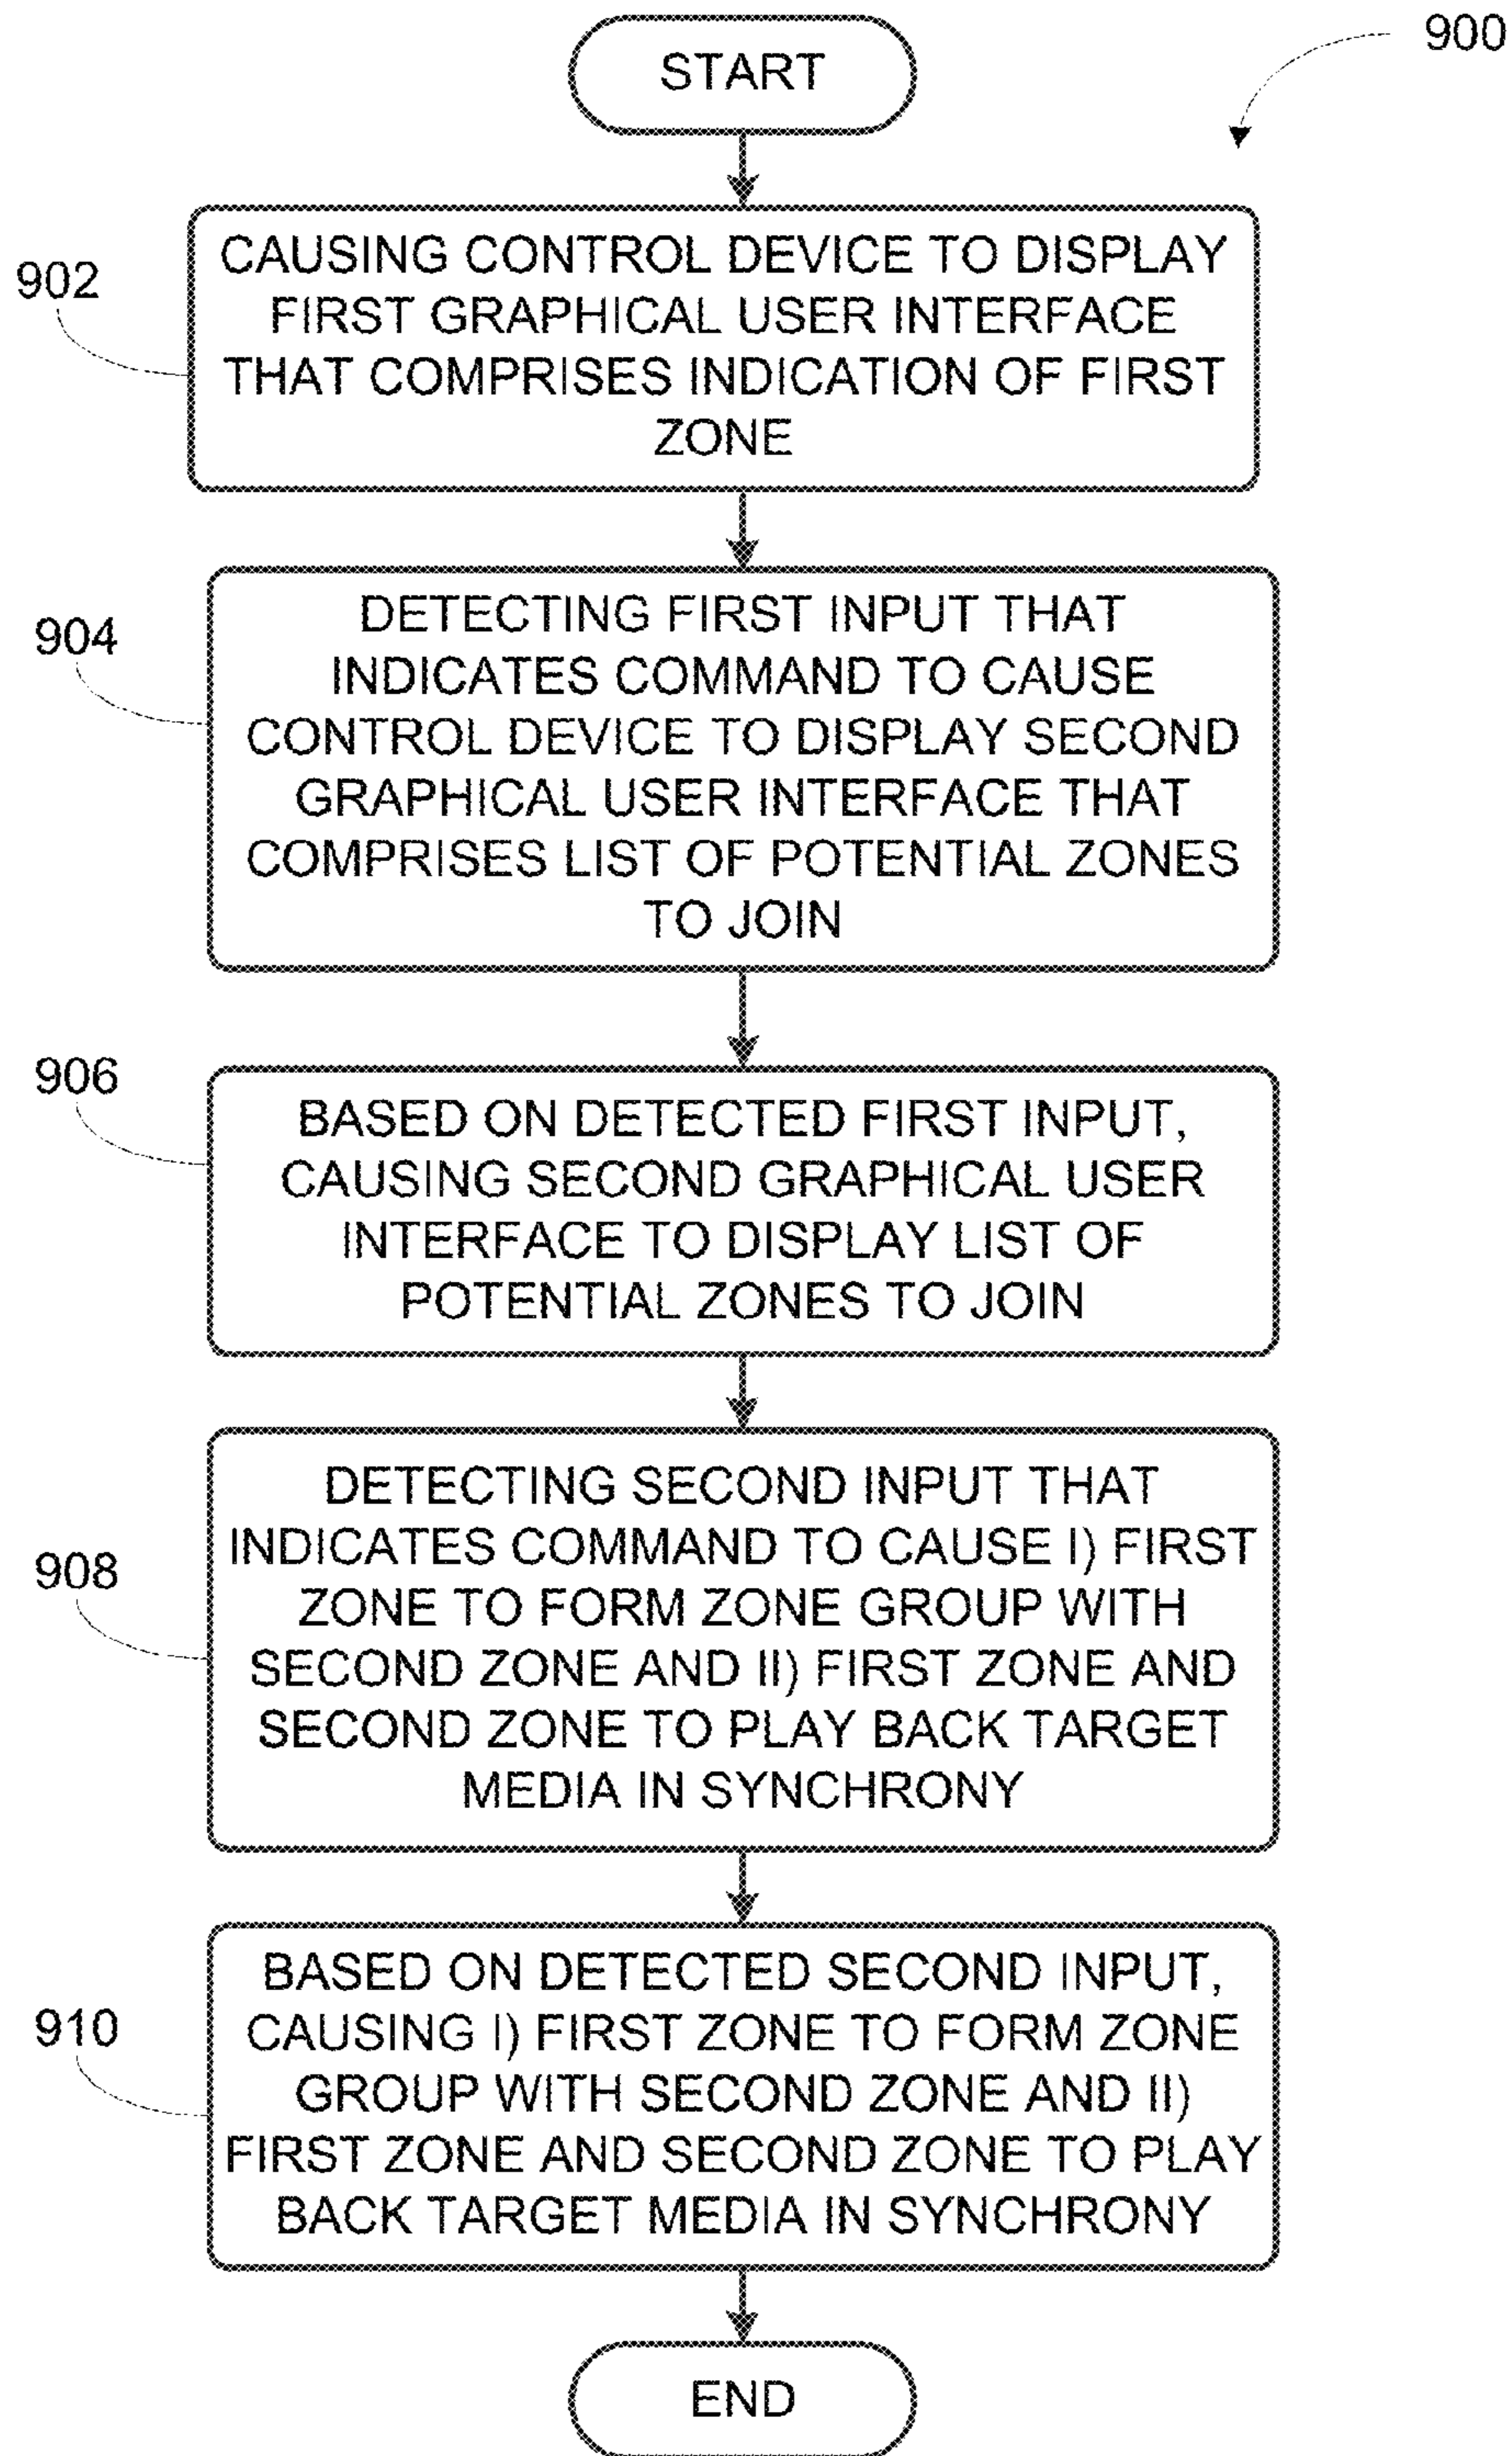 START
900
902
CAUSING CONTROL DEVICE TO DISPLAY
FIRST GRAPHICAL USER INTERFACE
THAT COMPRISES INDICATION OF FIRST
ZONE
904
DETECTING FIRST INPUT THAT
INDICATES COMMAND TO CAUSE
CONTROL DEVICE TO DISPLAY SECOND
GRAPHICAL USER INTERFACE THAT
COMPRISES LIST OF POTENTIAL ZONES
TO JOIN
906
BASED ON DETECTED FIRST INPUT,
CAUSING SECOND GRAPHICAL USER
INTERFACE TO DISPLAY LIST OF
POTENTIAL ZONES TO JOIN
908
DETECTING SECOND INPUT THAT
INDICATES COMMAND TO CAUSE I) FIRST
ZONE TO FORM ZONE GROUP WITH
SECOND ZONE AND II) FIRST ZONE AND
SECOND ZONE TO PLAY BACK TARGET
MEDIA IN SYNCHRONY
910
BASED ON DETECTED SECOND INPUT,
CAUSING I) FIRST ZONE TO FORM ZONE
GROUP WITH SECOND ZONE AND II)
FIRST ZONE AND SECOND ZONE TO PLAY
BACK TARGET MEDIA IN SYNCHRONY
END